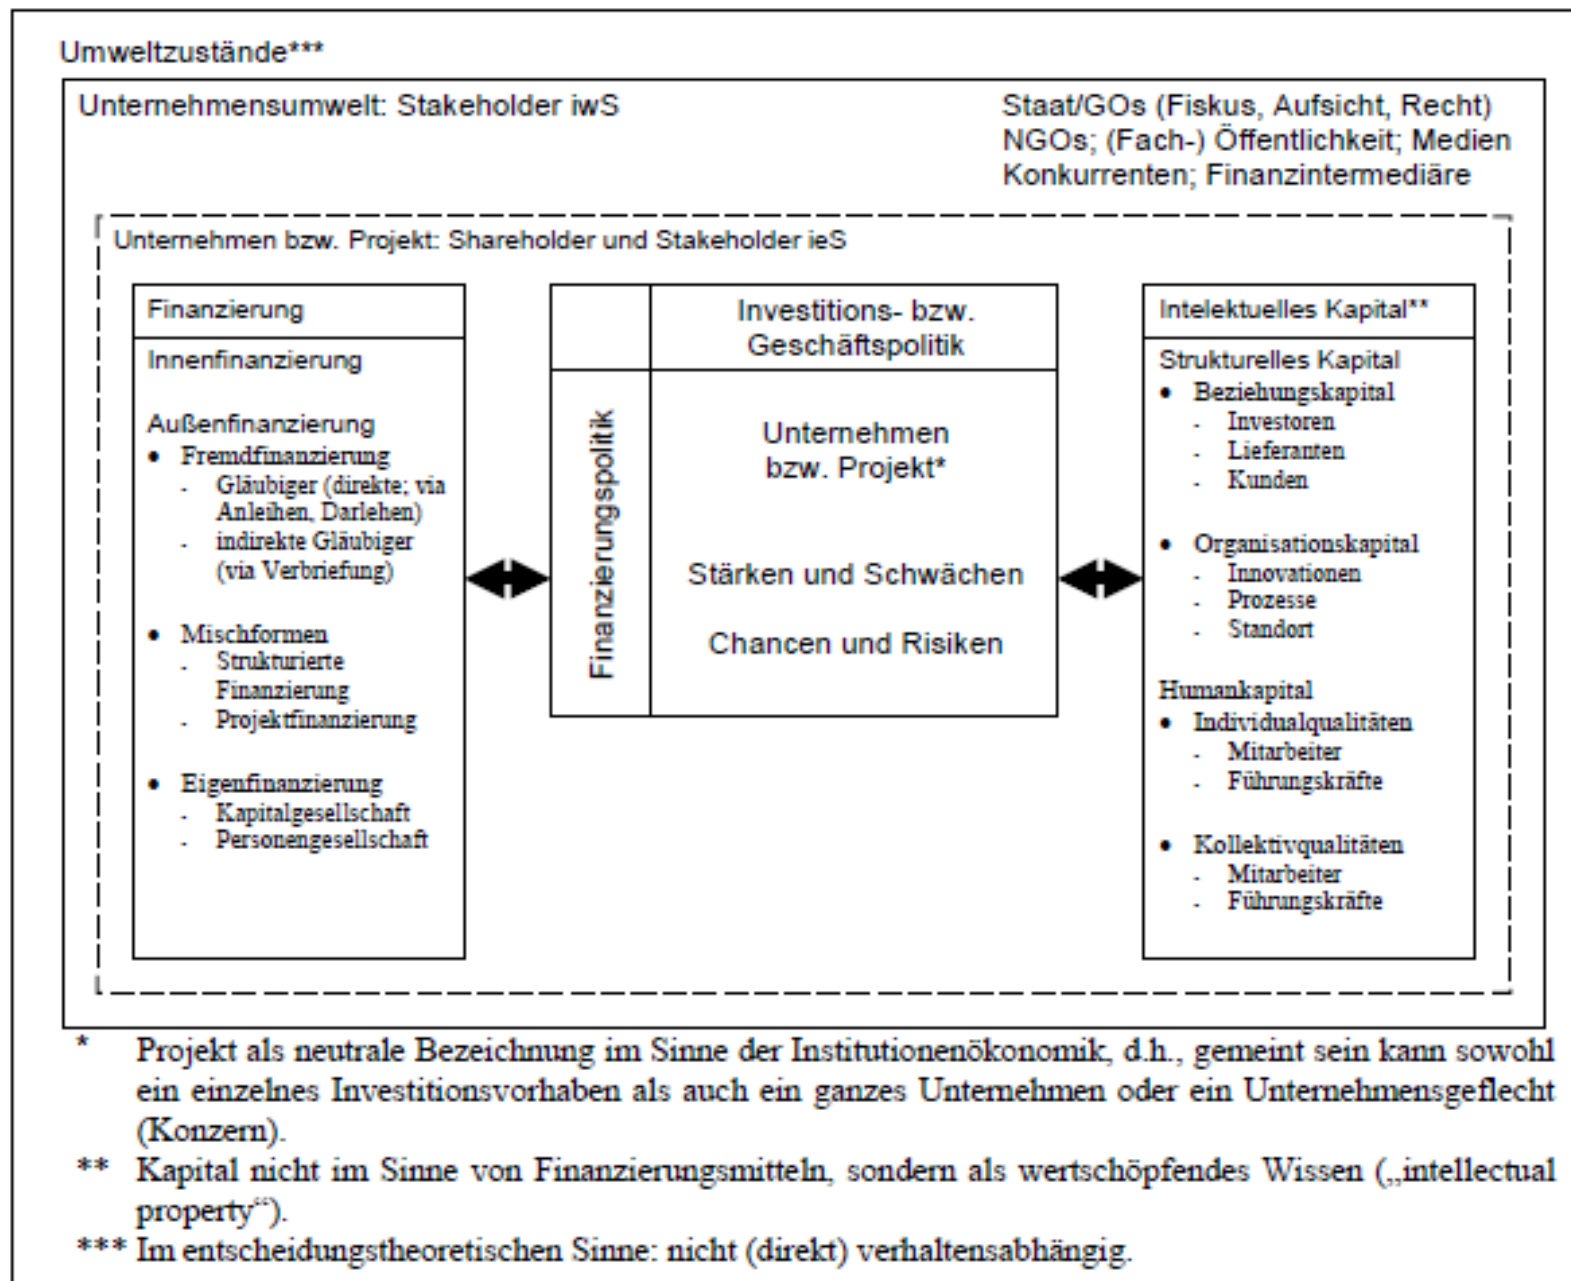 Umweltzustände***
Unternehmensumwelt: Stakeholder iwS
Staat/GOs (Fiskus, Aufsicht, Recht)
NGOs; (Fach-) Öffentlichkeit; Medien
Konkurrenten; Finanzintermediäre
Unternehmen bzw. Projekt: Shareholder und Stakeholder ieS
Finanzierung
Innenfinanzierung
Außenfinanzierung
• Fremdfinanzierung
- Gläubiger (direkte; via
Anleihen, Darlehen)
- indirekte Gläubiger
(via Verbriefung)
• Mischformen
- Strukturierte
Finanzierung
- Projektfinanzierung
• Eigenfinanzierung
- Kapitalgesellschaft
- Personengesellschaft
Finanzierungspolitik
Investitions- bzw.
Geschäftspolitik
Unternehmen
bzw. Projekt*
Stärken und Schwächen
Chancen und Risiken
Intelektuelles Kapital**
Strukturelles Kapital
• Beziehungskapital
- Investoren
- Lieferanten
- Kunden
• Organisationskapital
- Innovationen
- Prozesse
- Standort
Humankapital
• Individualqualitäten
- Mitarbeiter
- Führungskräfte
• Kollektivqualitäten
- Mitarbeiter
- Führungskräfte
* Projekt als neutrale Bezeichnung im Sinne der Institutionenökonomik, d.h., gemeint sein kann sowohl
ein einzelnes Investitionsvorhaben als auch ein ganzes Unternehmen oder ein Unternehmensgeflecht
(Konzern).
** Kapital nicht im Sinne von Finanzierungsmitteln, sondern als wertschöpfendes Wissen („intellectual
property“).
*** Im entscheidungstheoretischen Sinne: nicht (direkt) verhaltensabhängig.